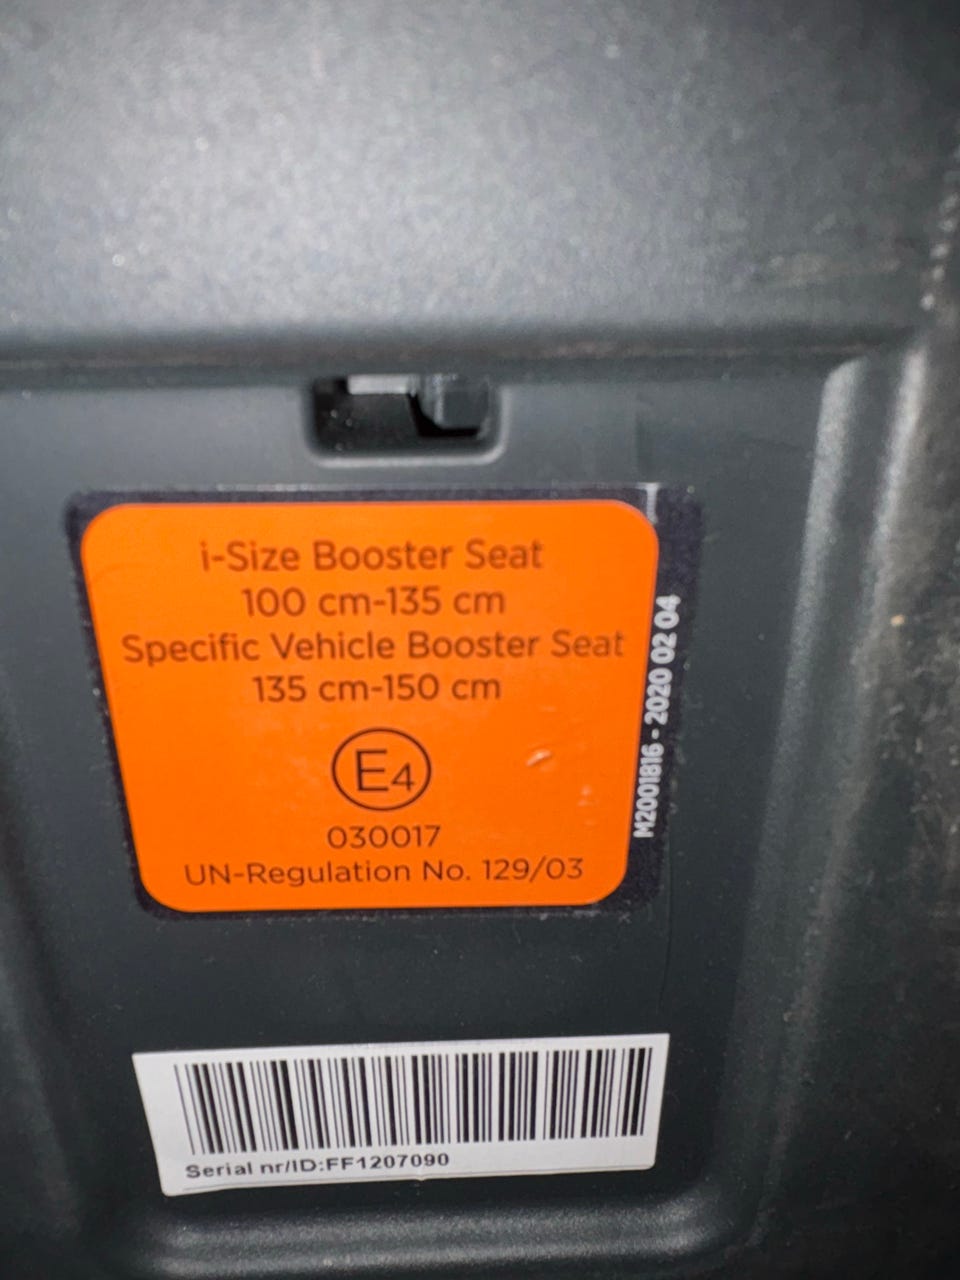 i-Size Booster Seat
100 cm-135 cm
Specific Vehicle Booster Seat
135 cm-150 cm
E4
030017
UN-Regulation No. 129/03
M2001816 - 2020 02 04
Serial nr/ID:FF1207090